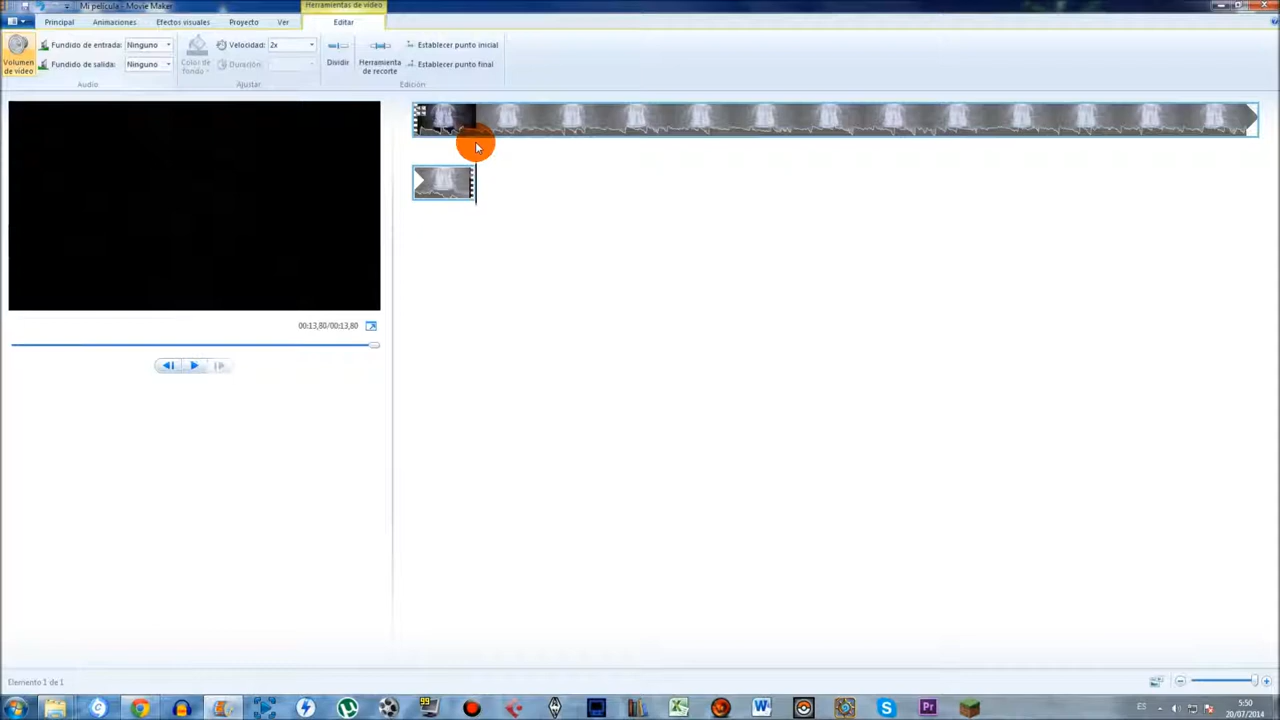 Mi película - Movie Maker
Herramientas de vídeo
Principal
Animaciones
Efectos visuales
Proyecto
Ver
Editar
Volumen de vídeo
Fundido de entrada: Ninguno
Fundido de salida: Ninguno
Audio
Color de fondo
Velocidad: 2x
Duración:
Ajustar
Dividir
Herramienta de recorte
Establecer punto inicial
Establecer punto final
Edición
00:13,80/00:13,80
Elemento 1 de 1
99
ES
5:50
20/07/2014